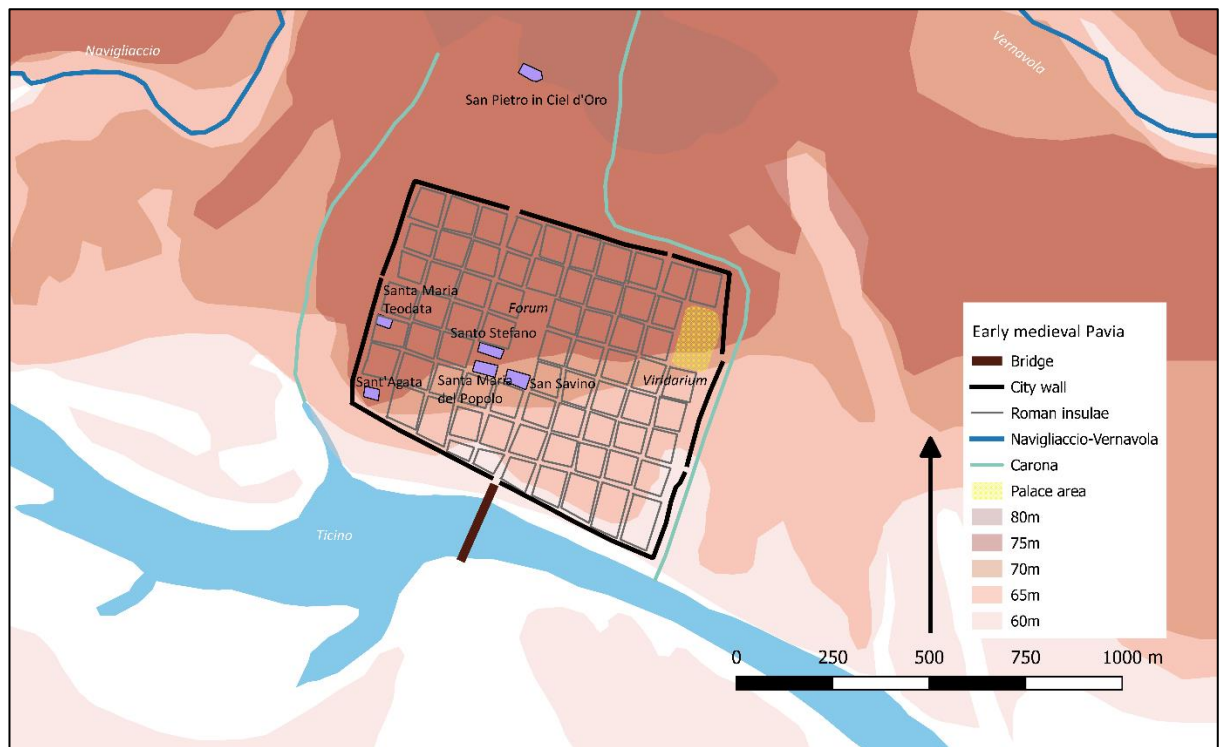 Navigliaccio
Vernavola
San Pietro in Ciel d'Oro
Santa Maria
Teodata
Forum
Santo Stefano
Sant'Agata
Santa Maria
del Popolo
San Savino
Viridarium
Ticino
Early medieval Pavia
Bridge
City wall
Roman insulae
Navigliaccio-Vernavola
Carona
Palace area
80m
75m
70m
65m
60m
0 250 500 750 1000 m